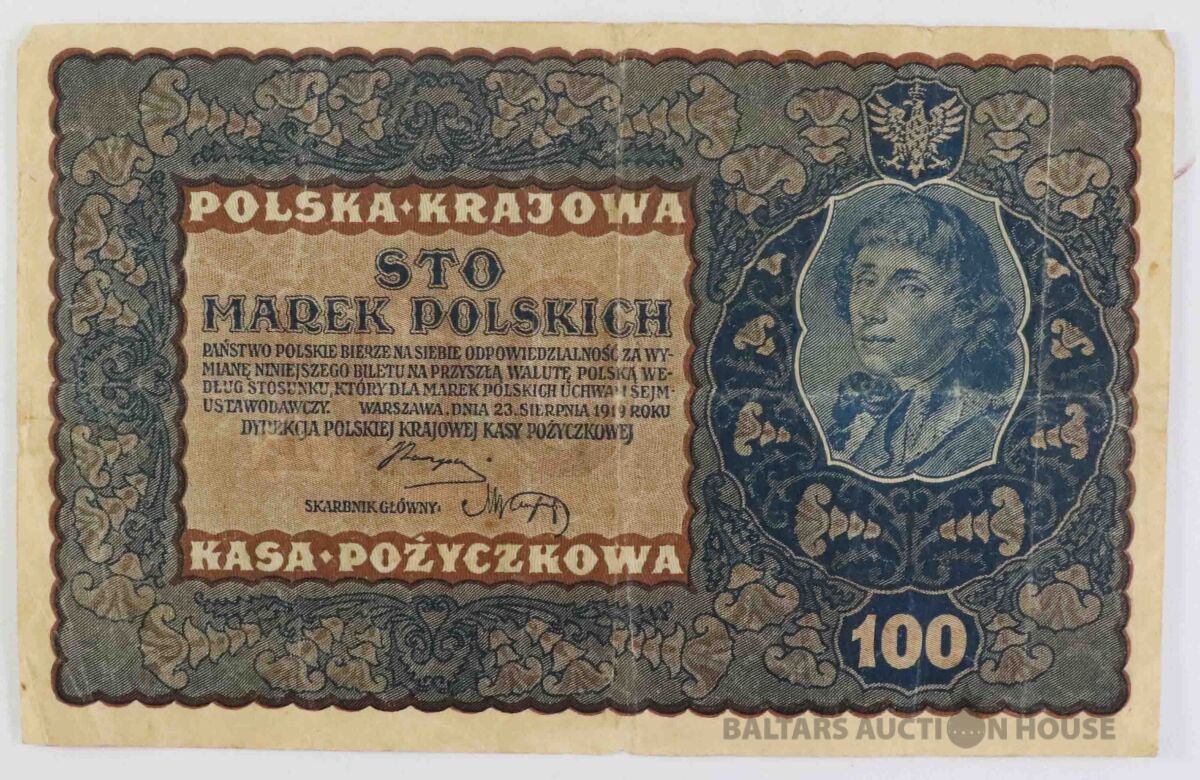 POLSKA·KRAJOWA
STO
MAREK POLSKICH
PAŃSTWO POLSKIE BIERZE NA SIEBIE ODPOWIEDZIALNOŚĆ ZA WY-
MIANĘ NINIEJSZEGO BILETU NA PRZYSZŁĄ WALUTĘ POLSKĄ WE-
DŁUG STOSUNKU, KTÓRY DLA MAREK POLSKICH UCHWALI SEJM-
USTAWODAWCZY. WARSZAWA, DNIA 23. SIERPNIA 1919 ROKU
DYREKCJA POLSKIEJ KRAJOWEJ KASY POŻYCZKOWEJ
SKARBNIK GŁÓWNY:
KASA·POŻYCZKOWA
100
BALTARS AUCTION HOUSE